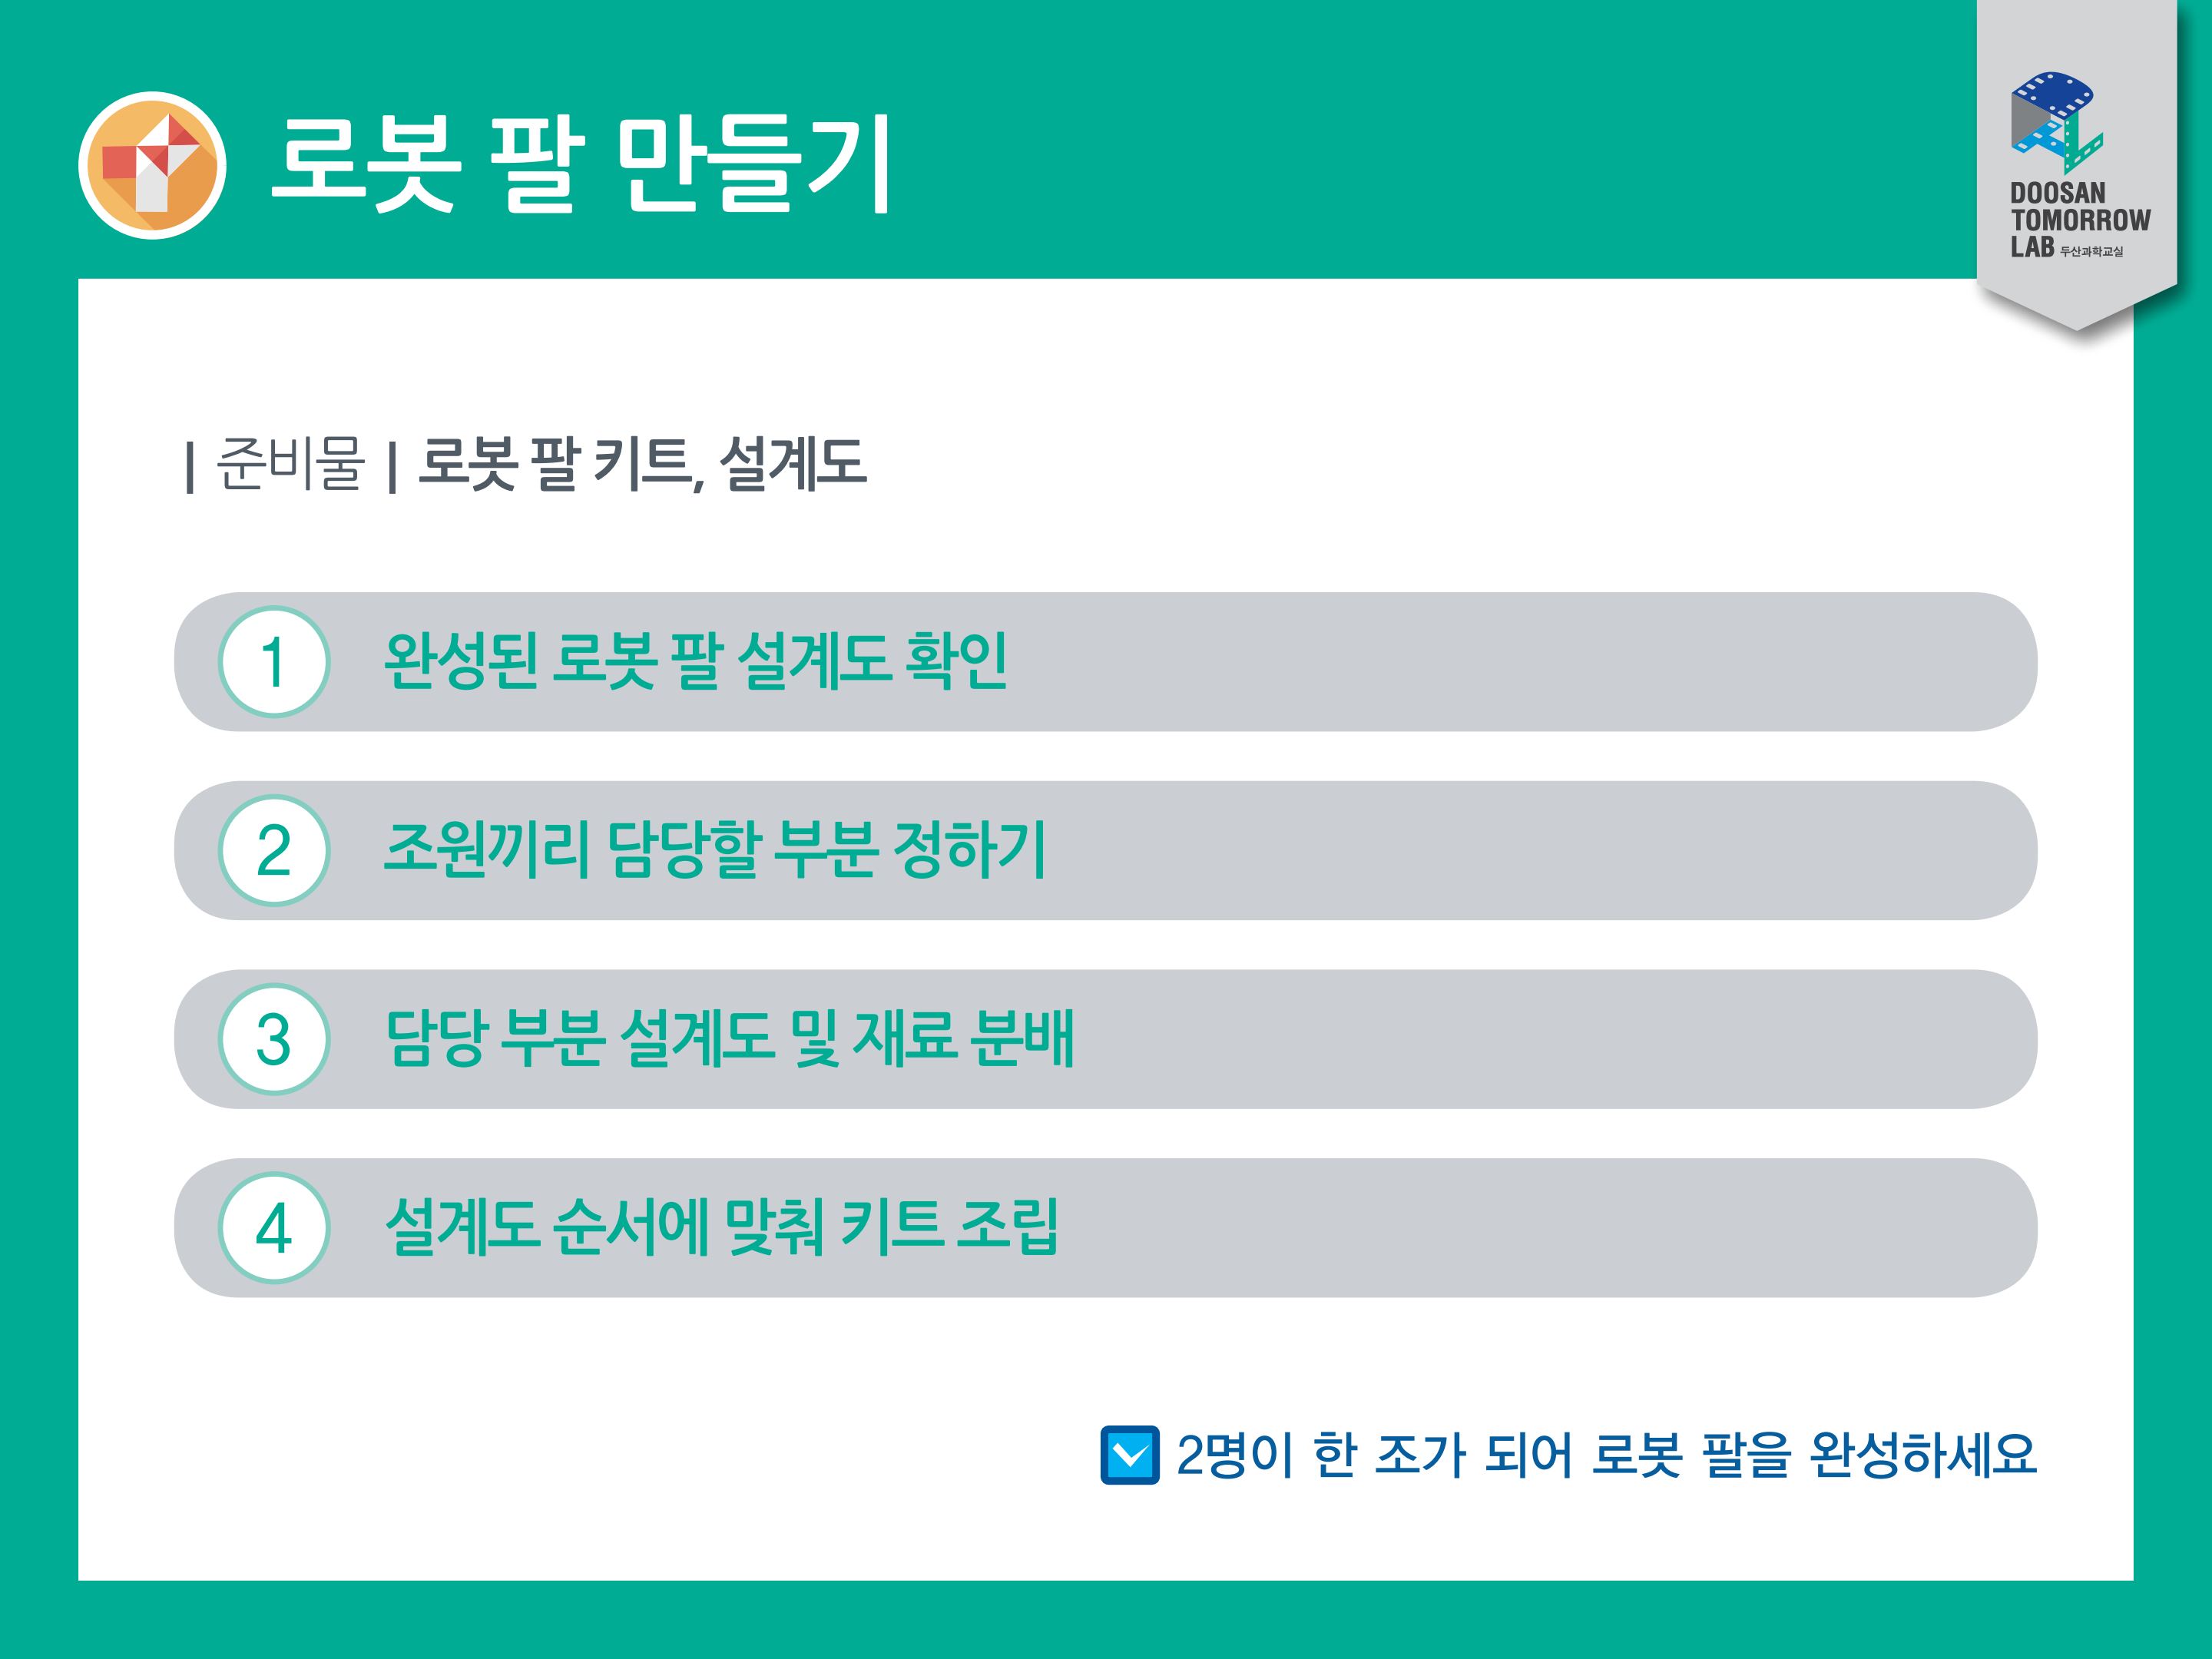 로봇 팔 만들기
DOOSAN
TOMORROW
LAB 두산과학교실
| 준비물 | 로봇 팔 키트, 설계도
1 완성된 로봇 팔 설계도 확인
2 조원끼리 담당할 부분 정하기
3 담당 부분 설계도 및 재료 분배
4 설계도 순서에 맞춰 키트 조립
2명이 한 조가 되어 로봇 팔을 완성하세요